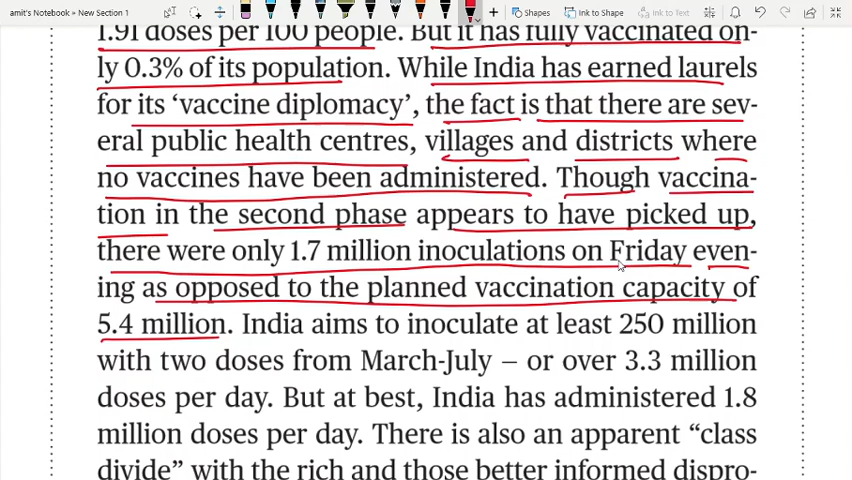 amit's Notebook » New Section 1
Shapes
Ink to Shape
Ink to Text
1.91 doses per 100 people. But it has fully vaccinated on-
ly 0.3% of its population. While India has earned laurels
for its ‘vaccine diplomacy’, the fact is that there are sev-
eral public health centres, villages and districts where
no vaccines have been administered. Though vaccina-
tion in the second phase appears to have picked up,
there were only 1.7 million inoculations on Friday even-
ing as opposed to the planned vaccination capacity of
5.4 million. India aims to inoculate at least 250 million
with two doses from March-July – or over 3.3 million
doses per day. But at best, India has administered 1.8
million doses per day. There is also an apparent “class
divide” with the rich and those better informed dispro-